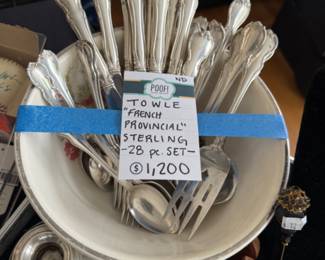 ND
POOF!
TOWLE
"FRENCH
PROVINCIAL"
STERLING
-28 pc. SET-
$1,200